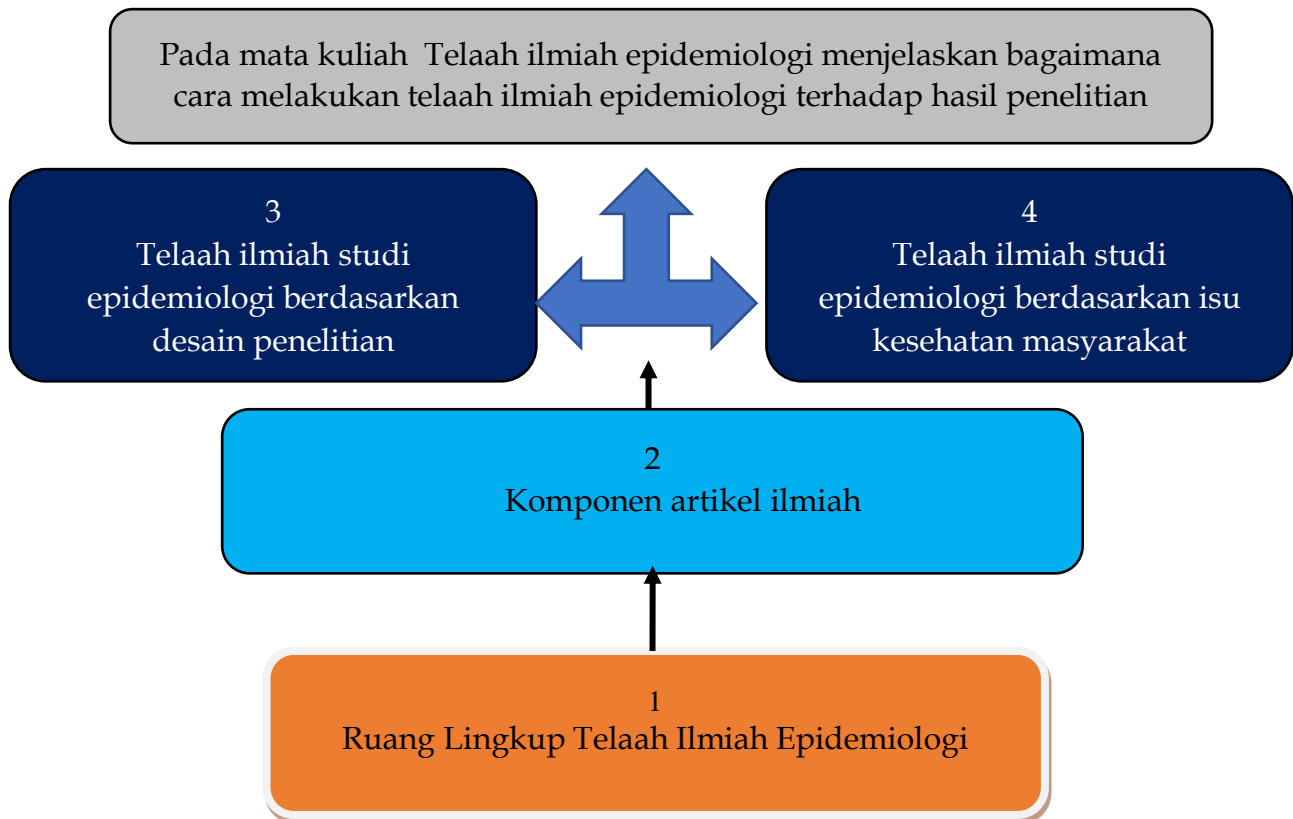 Pada mata kuliah  Telaah ilmiah epidemiologi menjelaskan bagaimana
cara melakukan telaah ilmiah epidemiologi terhadap hasil penelitian
3
Telaah ilmiah studi
epidemiologi berdasarkan
desain penelitian
4
Telaah ilmiah studi
epidemiologi berdasarkan isu
kesehatan masyarakat
2
Komponen artikel ilmiah
1
Ruang Lingkup Telaah Ilmiah Epidemiologi